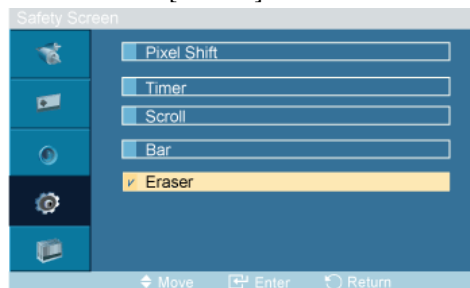 Safety Screen
Pixel Shift
Timer
Scroll
Bar
Eraser
Move Enter Return